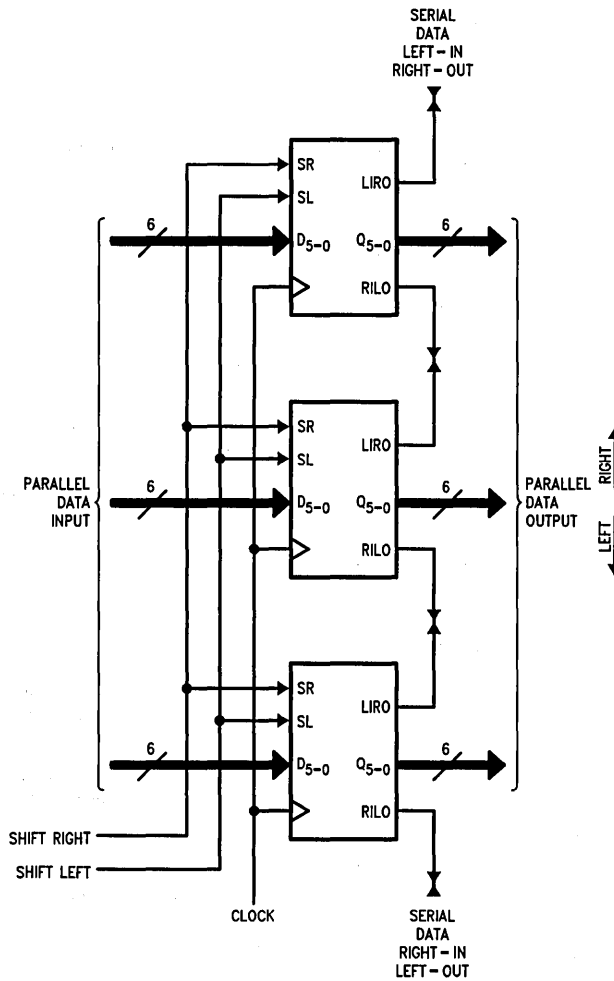 SERIAL
DATA
LEFT-IN
RIGHT-OUT
SR
SL
D5-0
LIRO
Q5-0
RILO
6
6
SR
SL
D5-0
LIRO
Q5-0
RILO
6
6
PARALLEL
DATA
INPUT
PARALLEL
DATA
OUTPUT
RIGHT
LEFT
SR
SL
D5-0
LIRO
Q5-0
RILO
6
6
SHIFT RIGHT
SHIFT LEFT
CLOCK
SERIAL
DATA
RIGHT-IN
LEFT-OUT